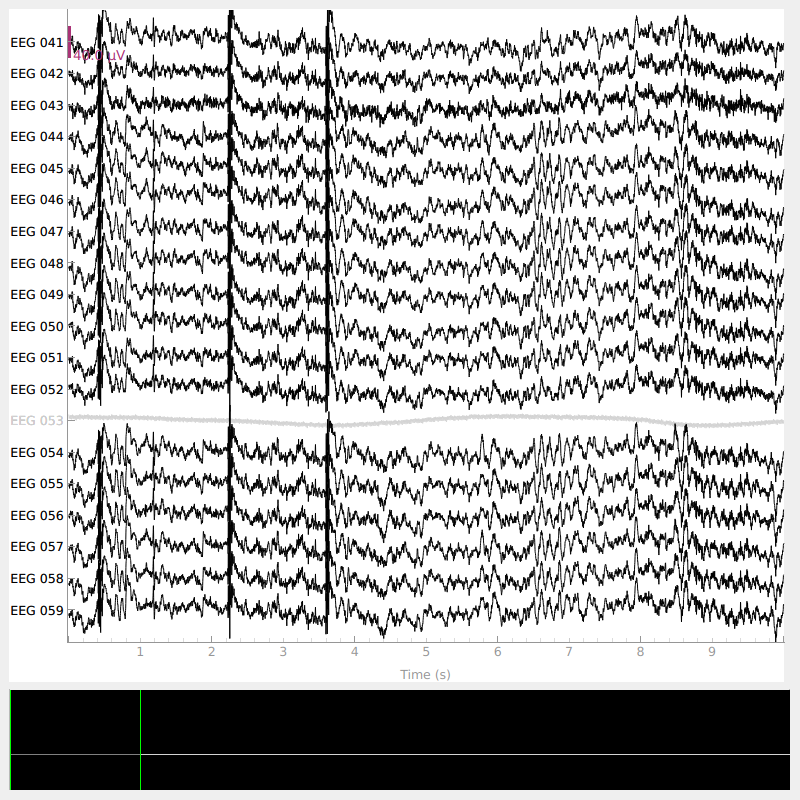 EEG 041
40.0 uV
EEG 042
EEG 043
EEG 044
EEG 045
EEG 046
EEG 047
EEG 048
EEG 049
EEG 050
EEG 051
EEG 052
EEG 053
EEG 054
EEG 055
EEG 056
EEG 057
EEG 058
EEG 059
1 2 3 4 5 6 7 8 9
Time (s)